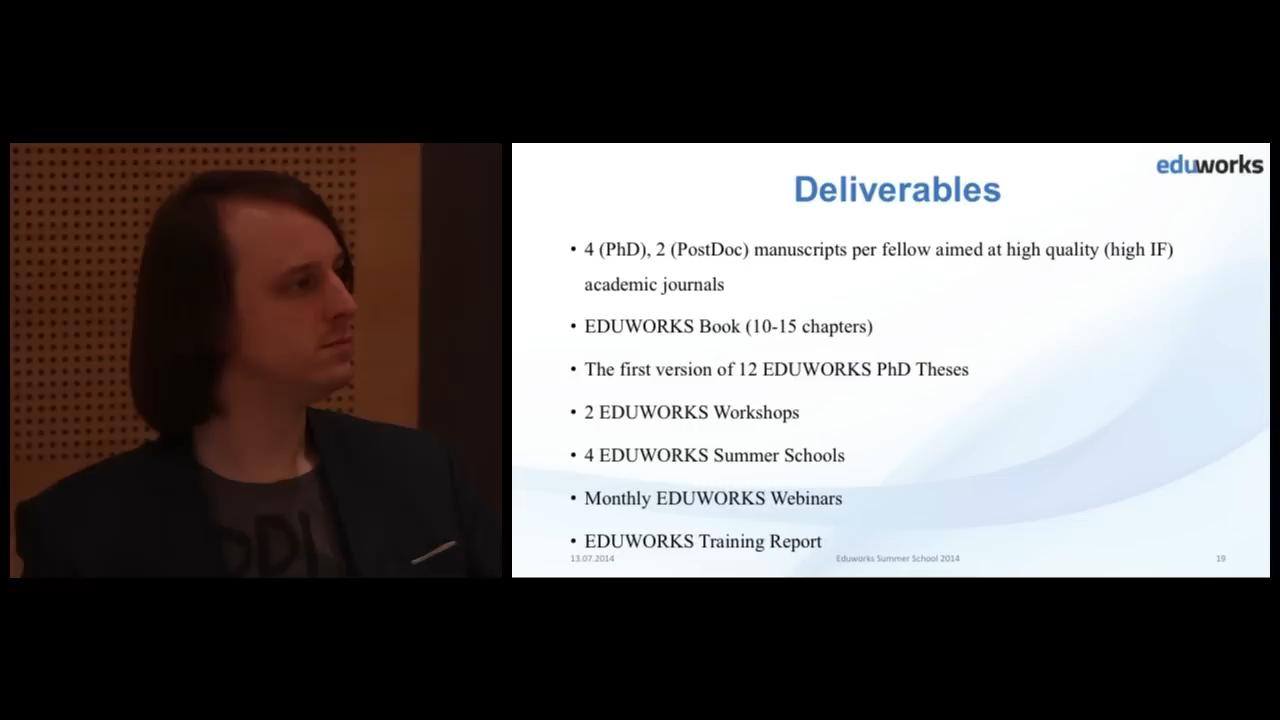 eduworks
Deliverables
• 4 (PhD), 2 (PostDoc) manuscripts per fellow aimed at high quality (high IF)
academic journals
• EDUWORKS Book (10-15 chapters)
• The first version of 12 EDUWORKS PhD Theses
• 2 EDUWORKS Workshops
• 4 EDUWORKS Summer Schools
• Monthly EDUWORKS Webinars
• EDUWORKS Training Report
13.07.2014 Eduworks Summer School 2014 19